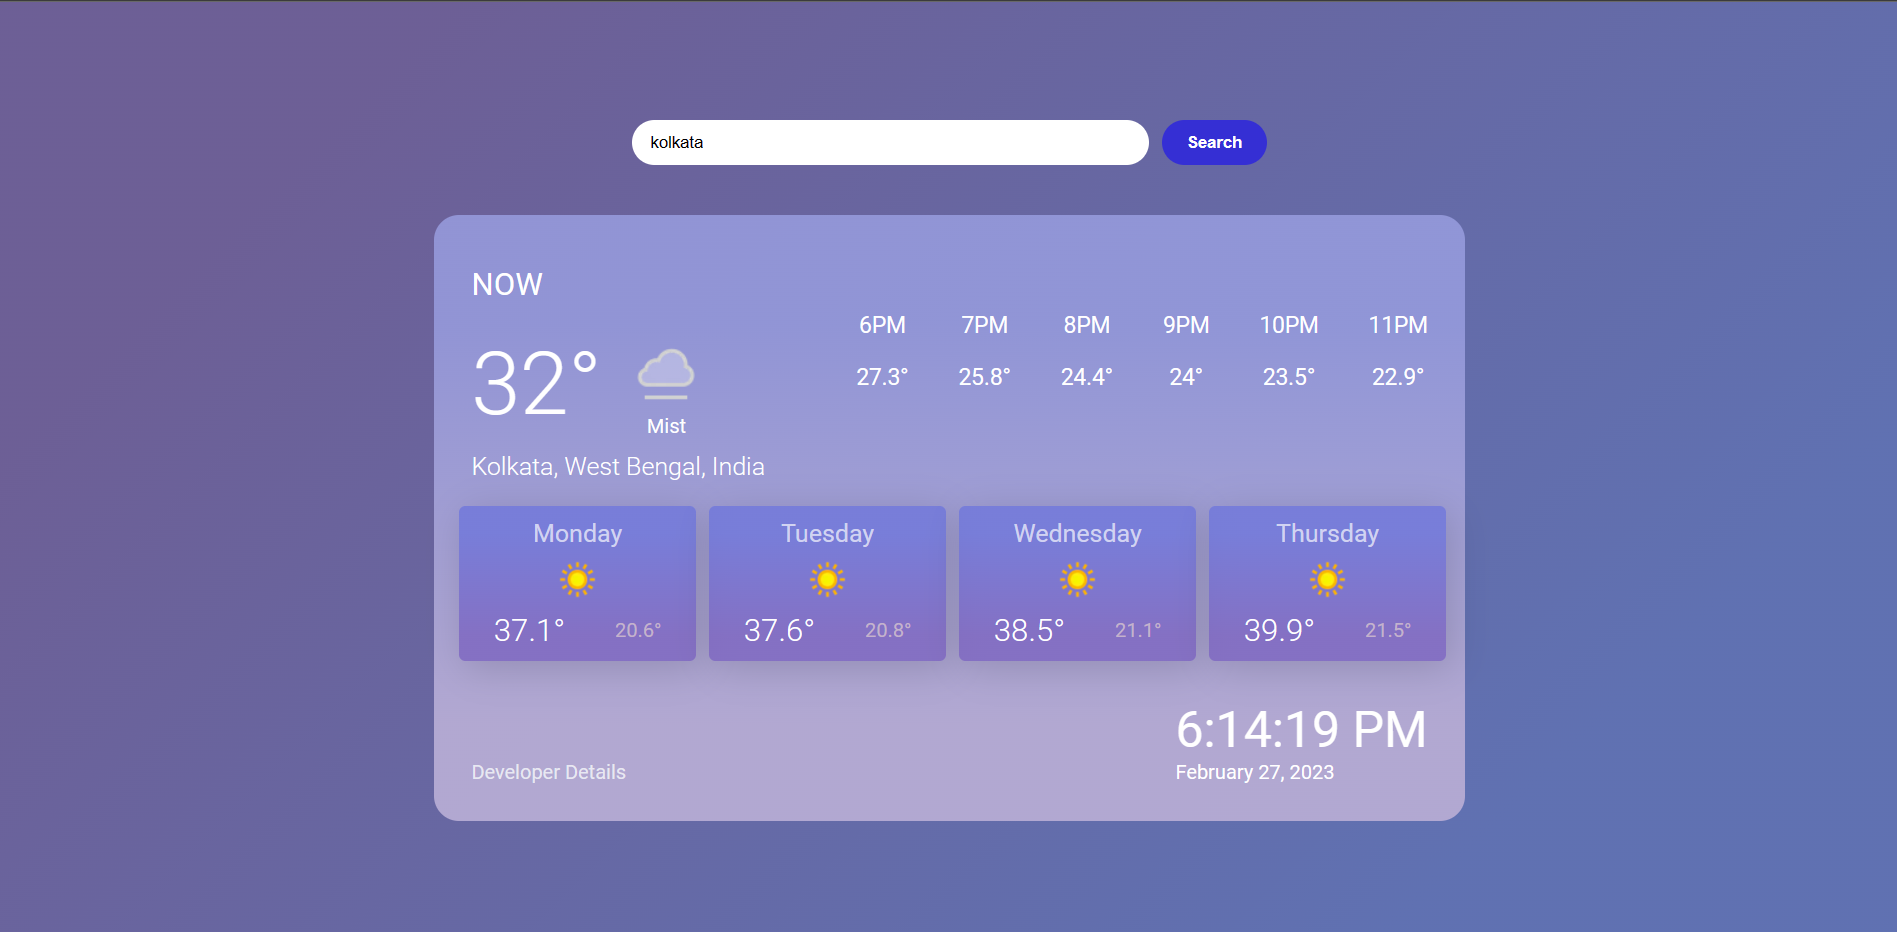 kolkata
Search
NOW
6PM 7PM 8PM 9PM 10PM 11PM
32°
27.3° 25.8° 24.4° 24° 23.5° 22.9°
Mist
Kolkata, West Bengal, India
Monday Tuesday Wednesday Thursday
37.1° 20.6° 37.6° 20.8° 38.5° 21.1° 39.9° 21.5°
6:14:19 PM
Developer Details
February 27, 2023